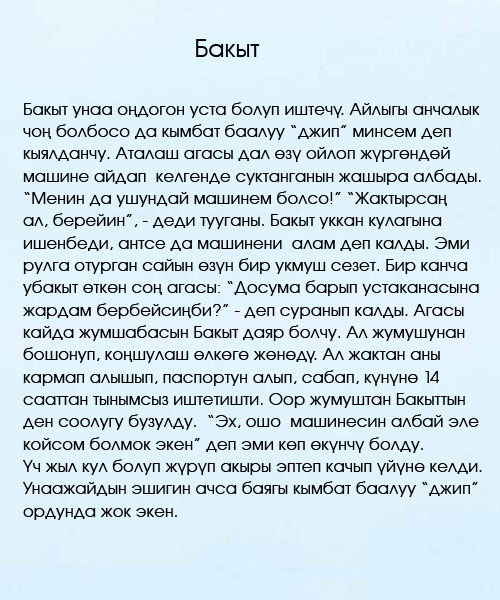 Бакыт
Бакыт унаа оңдогон уста болуп иштечү. Айлыгы анчалык
чоң болбосо да кымбат баалуу “джип” минсем деп
кыялданчу. Аталаш агасы дал өзү ойлоп жүргөндөй
машине айдап келгенде суктанганын жашыра албады.
“Менин да ушундай машинем болсо!” “Жактырсаң
ал, берейин”, - деди тууганы. Бакыт уккан кулагына
ишенбеди, антсе да машинени алам деп калды. Эми
рулга отурган сайын өзүн бир укмуш сезет. Бир канча
убакыт өткөн соң агасы: “Досума барып устаканасына
жардам бербейсиңби?” - деп суранып калды. Агасы
кайда жумшабасын Бакыт даяр болчу. Ал жумушунан
бошонуп, коңшулаш өлкөгө жөнөдү. Ал жактан аны
кармап алышып, паспортун алып, сабап, күнүнө 14
сааттан тынымсыз иштетишти. Оор жумуштан Бакыттын
ден соолугу бузулду. “Эх, ошо машинесин албай эле
койсом болмок экен” деп эми көп өкүнчү болду.
Үч жыл кул болуп жүрүп акыры эптеп качып үйүнө келди.
Унаажайдын эшигин ачса баягы кымбат баалуу “джип”
ордунда жок экен.